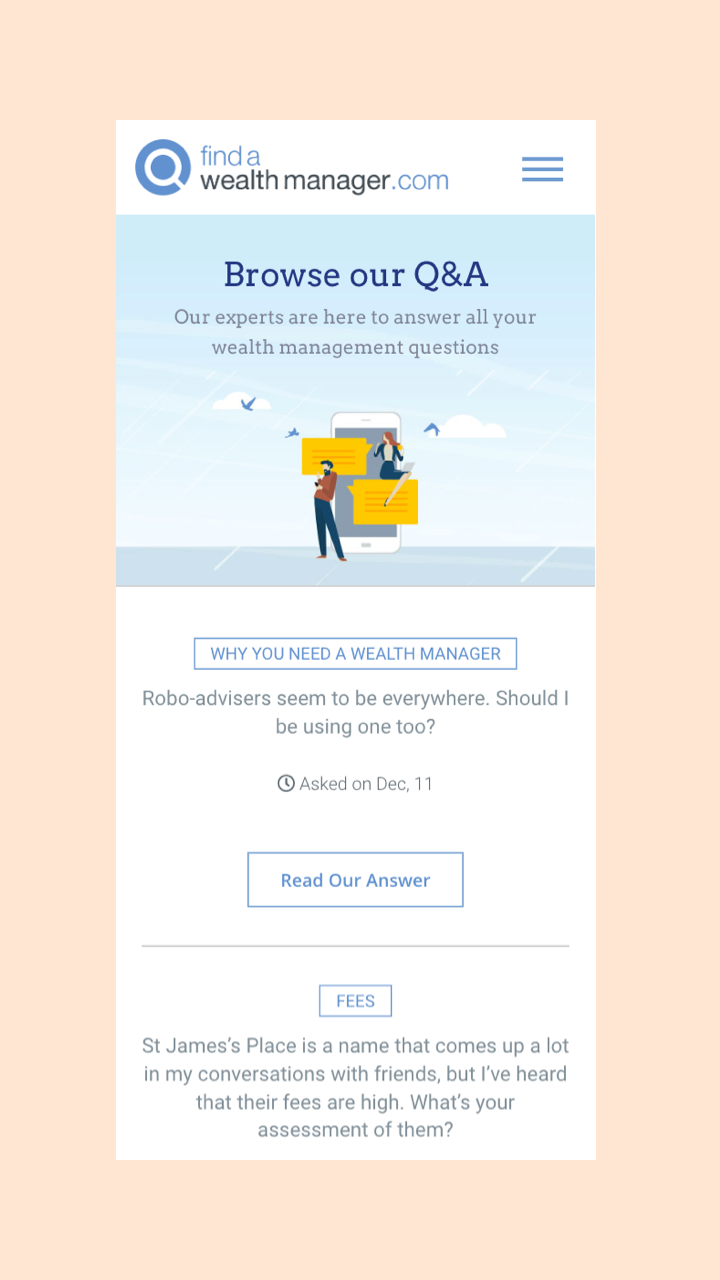 find a
wealth manager.com
Browse our Q&A
Our experts are here to answer all your
wealth management questions
WHY YOU NEED A WEALTH MANAGER
Robo-advisers seem to be everywhere. Should I
be using one too?
Asked on Dec, 11
Read Our Answer
FEES
St James’s Place is a name that comes up a lot
in my conversations with friends, but I’ve heard
that their fees are high. What’s your
assessment of them?